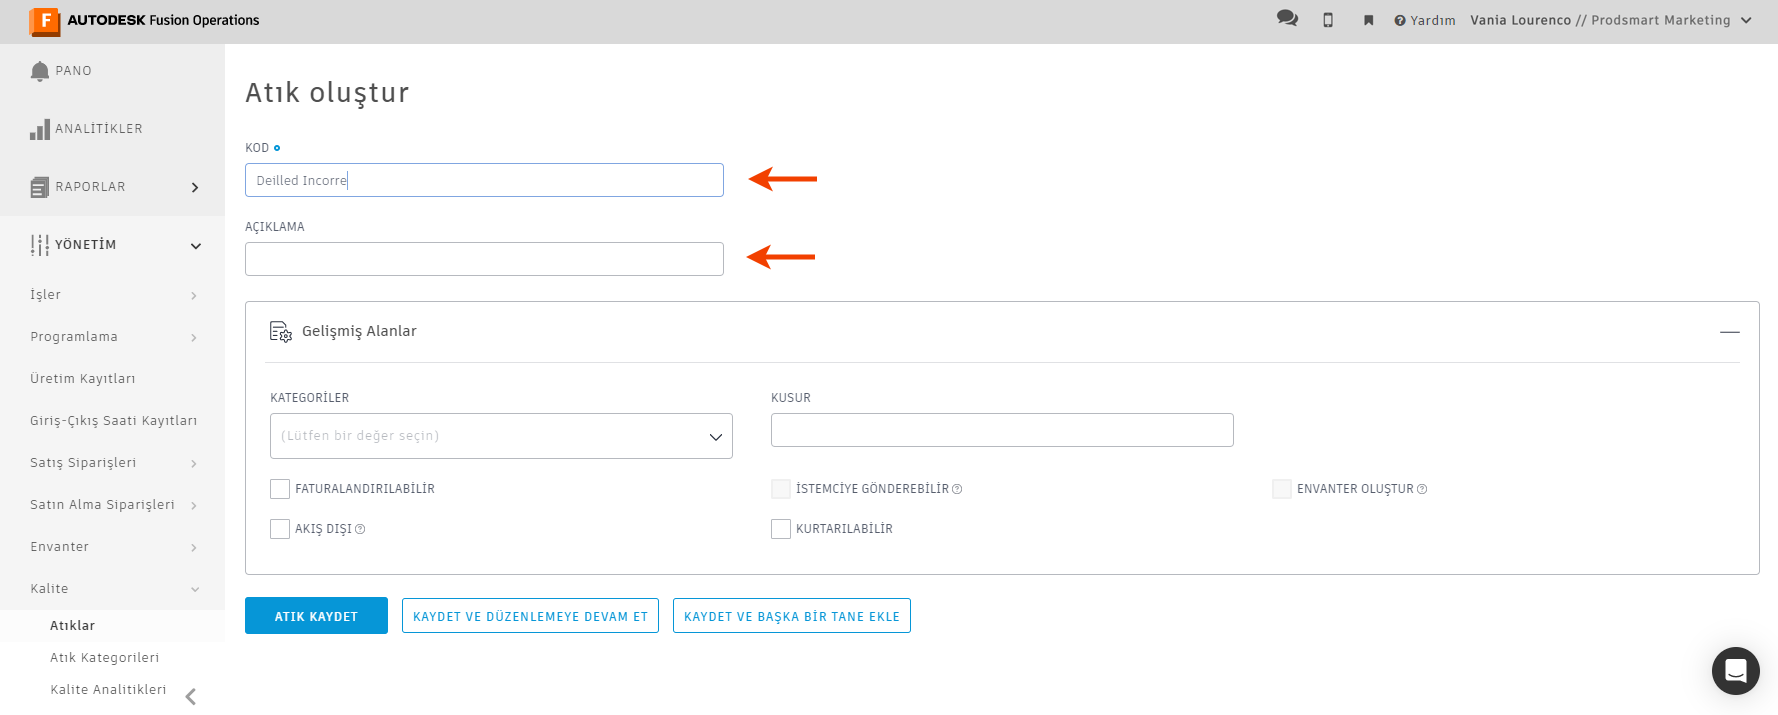 AUTODESK Fusion Operations
Yardım
Vania Lourenco // Prodsmart Marketing
PANO
ANALİTİKLER
RAPORLAR
YÖNETİM
İşler
Programlama
Üretim Kayıtları
Giriş-Çıkış Saati Kayıtları
Satış Siparişleri
Satın Alma Siparişleri
Envanter
Kalite
Atıklar
Atık Kategorileri
Kalite Analitikleri
Atık oluştur
KOD
Deilled Incorre
AÇIKLAMA
Gelişmiş Alanlar
KATEGORİLER
(Lütfen bir değer seçin)
KUSUR
FATURALANDIRILABİLİR
İSTEMCİYE GÖNDEREBİLİR
ENVANTER OLUŞTUR
AKIŞ DIŞI
KURTARILABİLİR
ATIK KAYDET
KAYDET VE DÜZENLEMEYE DEVAM ET
KAYDET VE BAŞKA BİR TANE EKLE